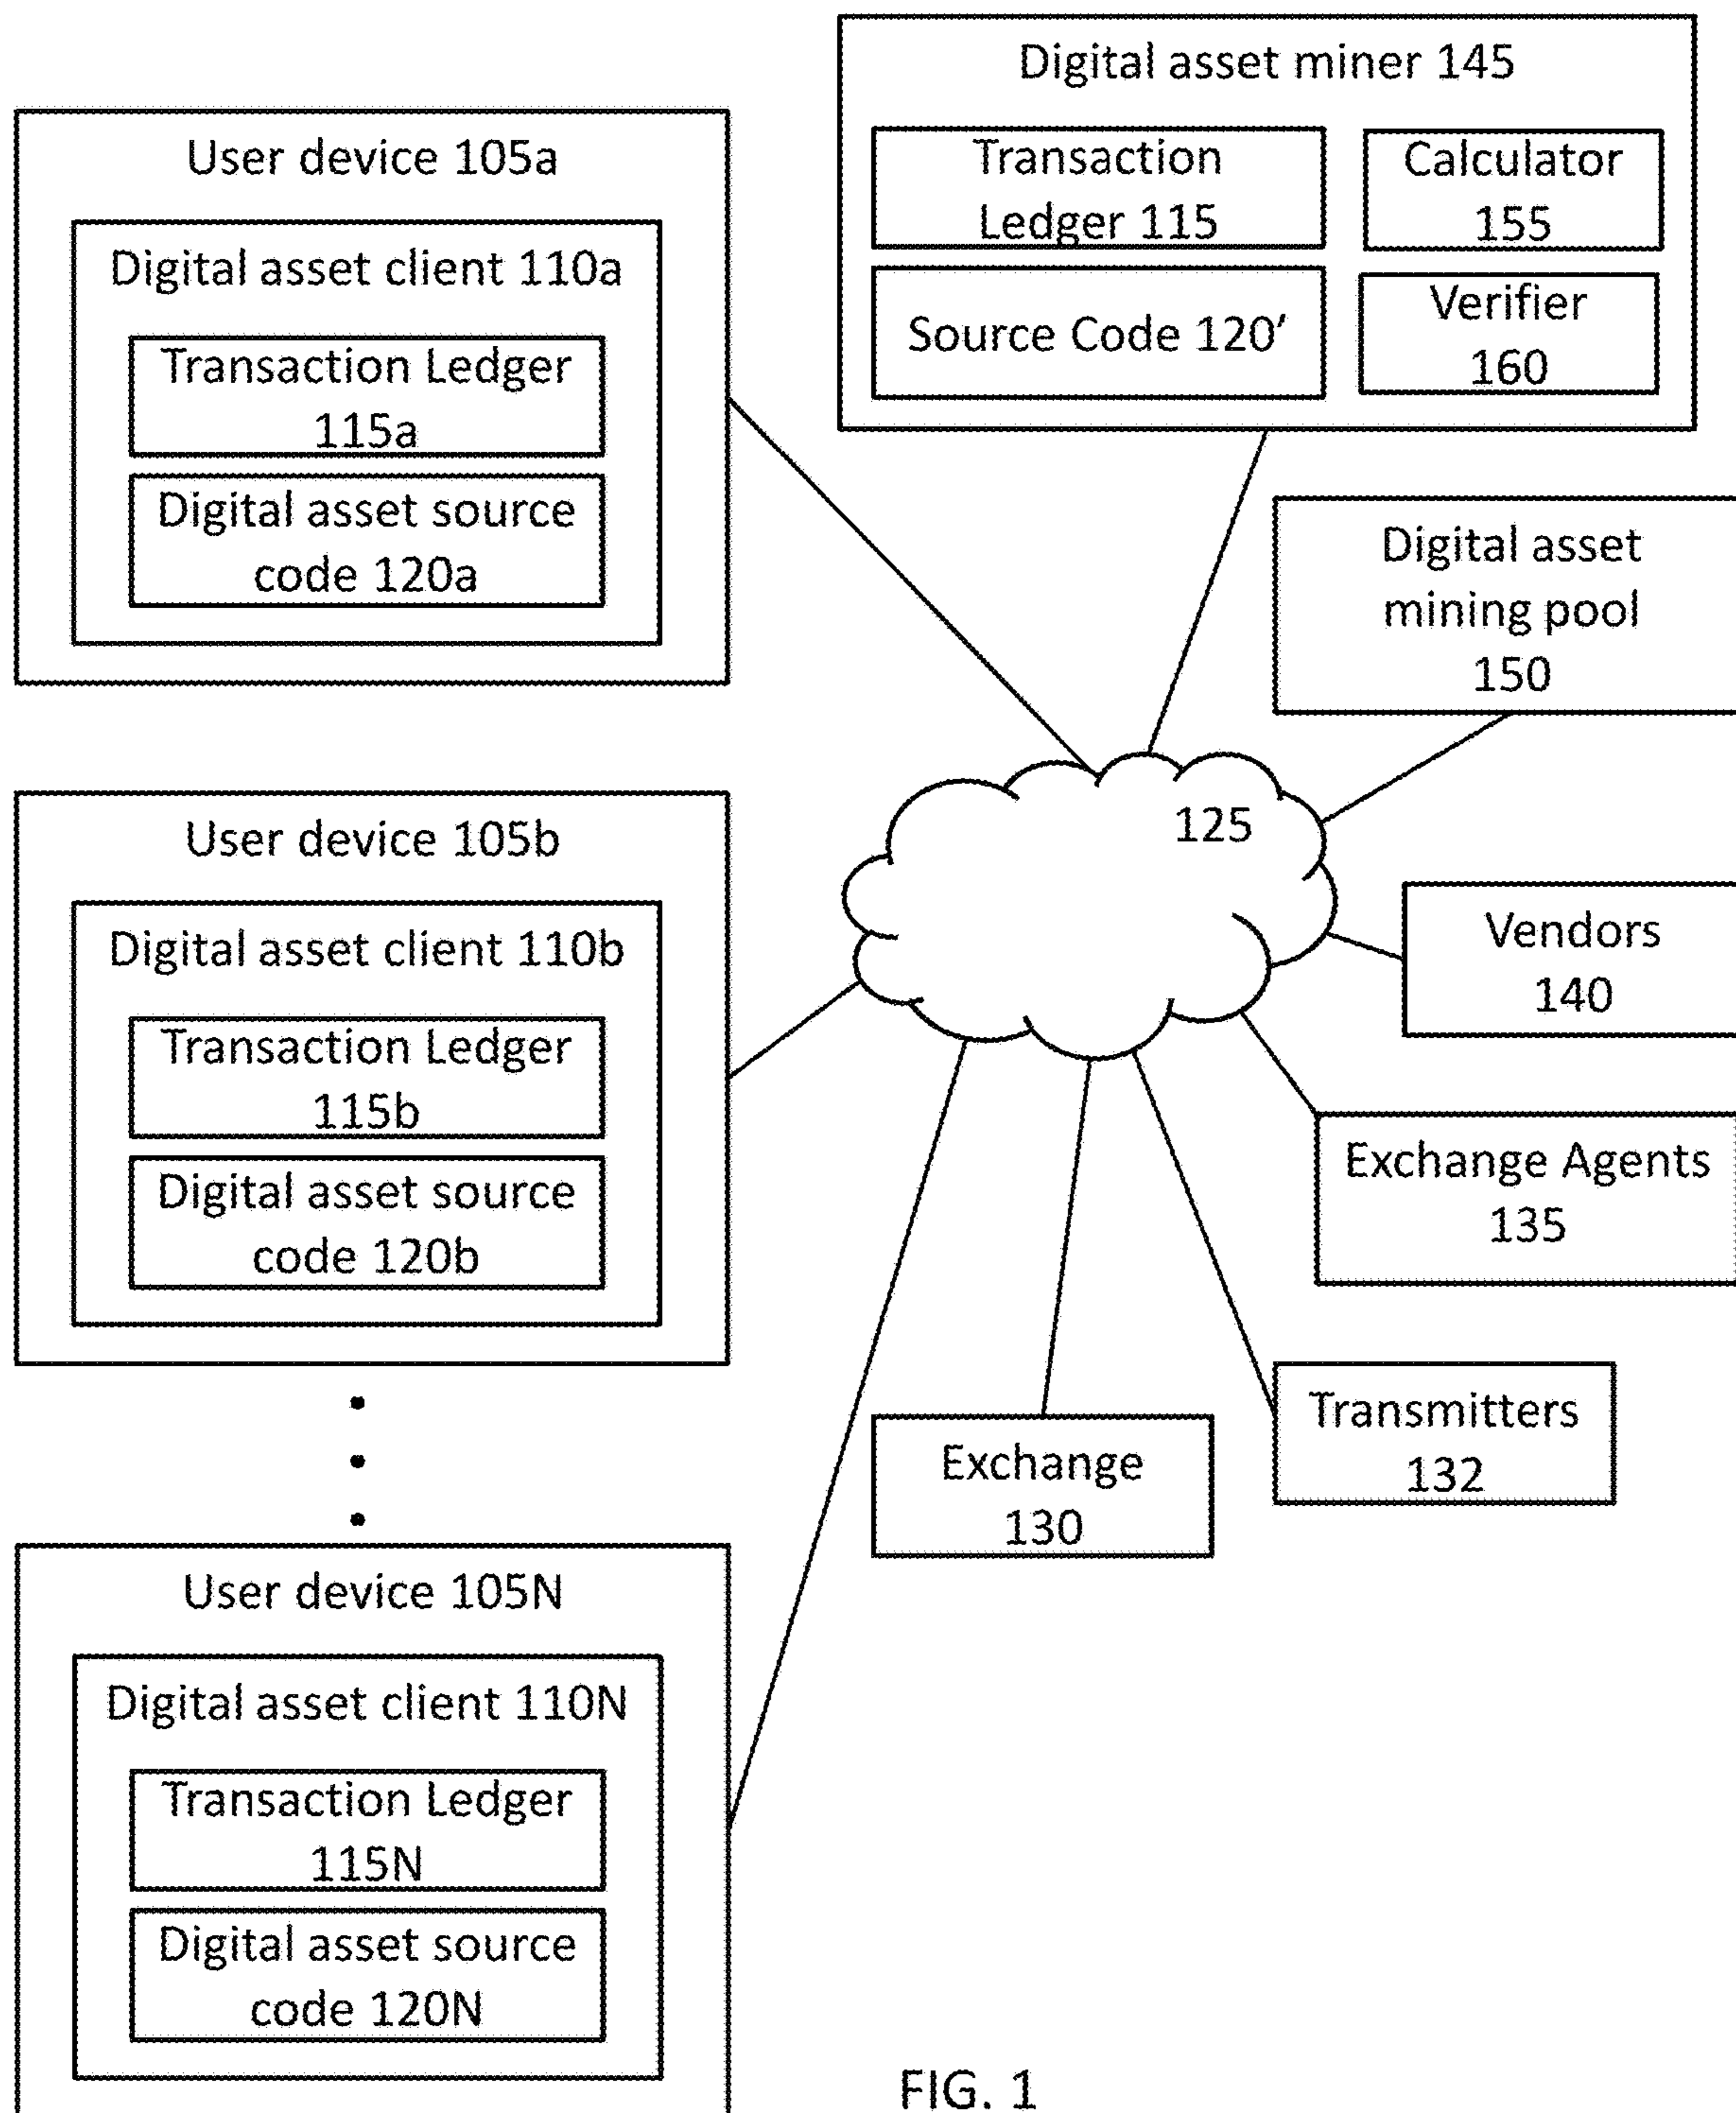 User device 105a
Digital asset client 110a
Transaction Ledger
115a
Digital asset source
code 120a
Digital asset miner 145
Transaction
Ledger 115
Calculator
155
Source Code 120′
Verifier
160
Digital asset
mining pool
150
125
User device 105b
Digital asset client 110b
Transaction Ledger
115b
Digital asset source
code 120b
Vendors
140
Exchange Agents
135
Transmitters
132
Exchange
130
User device 105N
Digital asset client 110N
Transaction Ledger
115N
Digital asset source
code 120N
FIG. 1